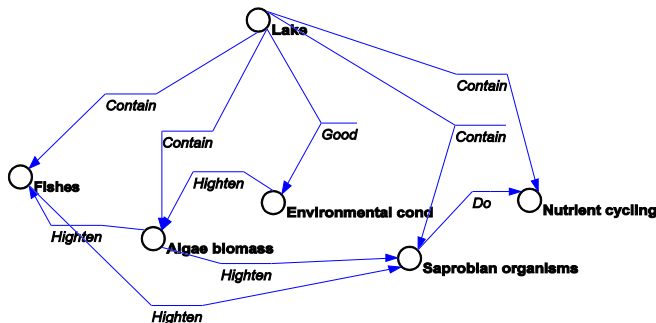 Lake
Contain
Contain
Contain
Good
Contain
Fishes
Highten
Environmental cond
Nutrient cycling
Do
Highten
Algae biomass
Highten
Saprobian organisms
Highten